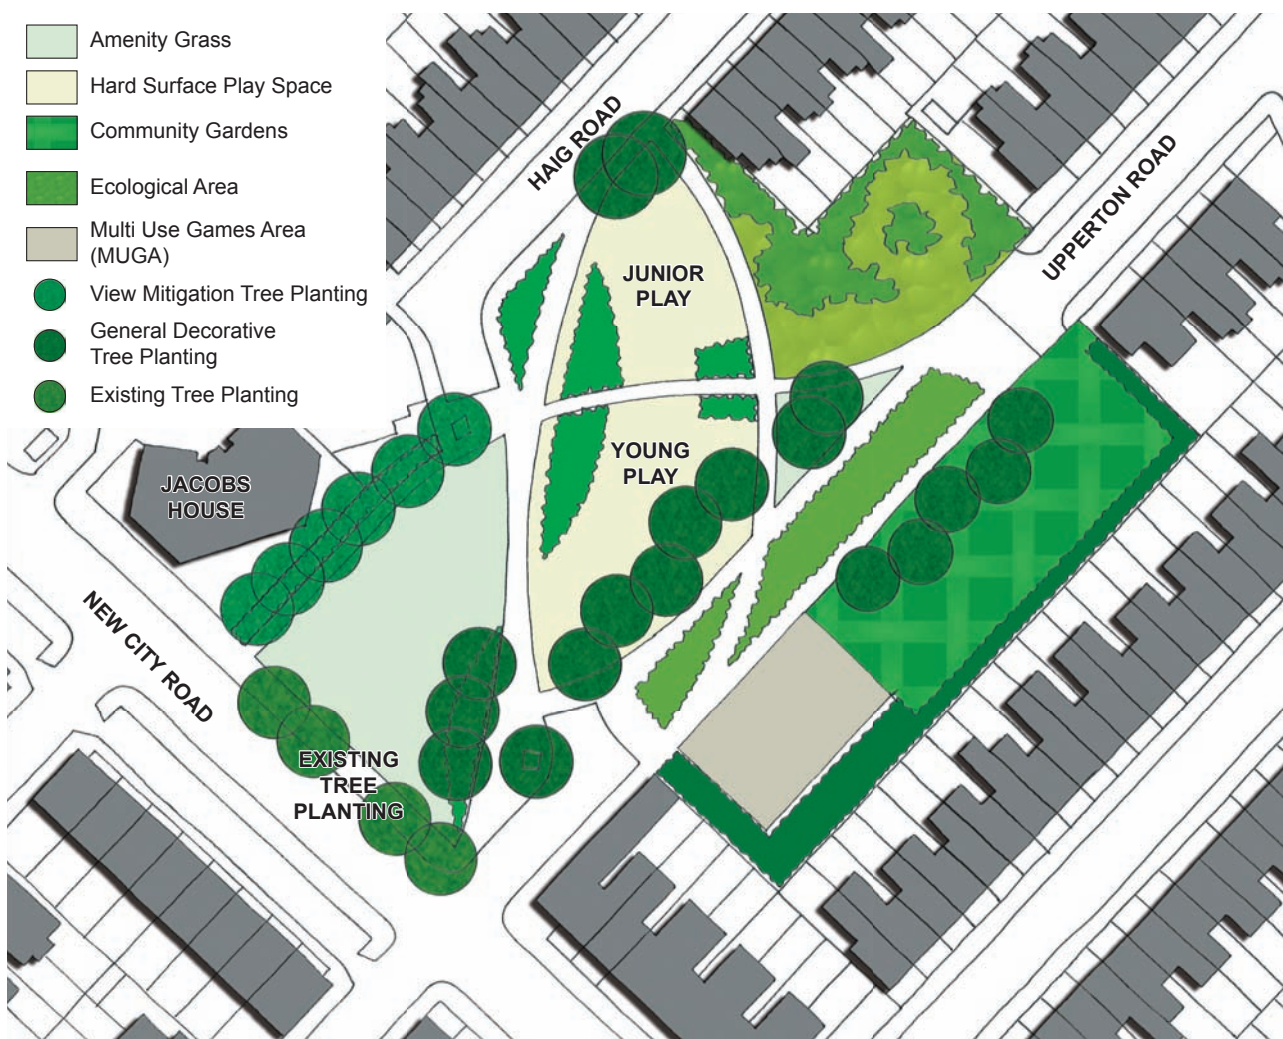 Amenity Grass
Hard Surface Play Space
Community Gardens
Ecological Area
Multi Use Games Area
(MUGA)
View Mitigation Tree Planting
General Decorative
Tree Planting
Existing Tree Planting
HAIG ROAD
UPPERTON ROAD
JUNIOR
PLAY
YOUNG
PLAY
JACOBS
HOUSE
NEW CITY ROAD
EXISTING
TREE
PLANTING